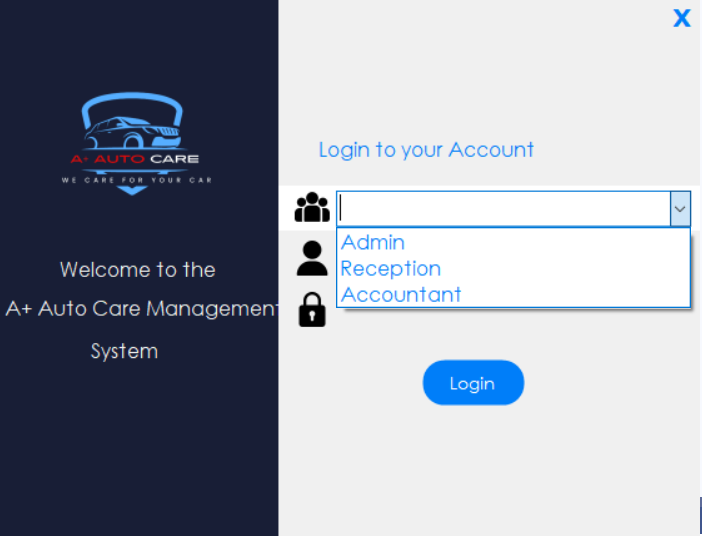 X
A+ AUTO CARE
WE CARE FOR YOUR CAR
Welcome to the
A+ Auto Care Managemen
System
Login to your Account
Admin
Reception
Accountant
Login